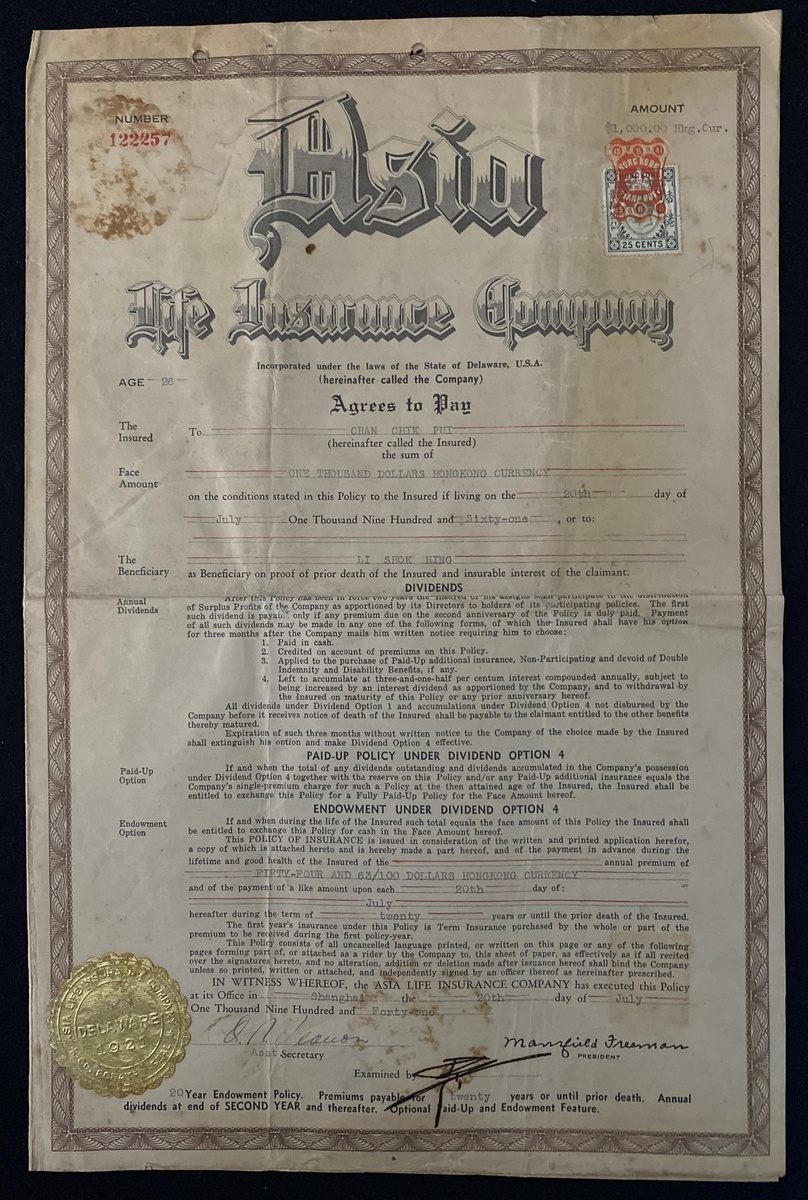 NUMBER
122257
AMOUNT
$1,000.00 Hkg.Cur.
HONG KONG
STAMP DUTY
25 CENTS
Asia
Life Insurance Company
Incorporated under the laws of the State of Delaware, U.S.A.
AGE 26
(hereinafter called the Company)
Agrees to Pay
The Insured
To CHAN CHIK PUI
(hereinafter called the Insured)
the sum of
Face Amount
ONE THOUSAND DOLLARS HONGKONG CURRENCY
on the conditions stated in this Policy to the Insured if living on the 20th day of
July One Thousand Nine Hundred and Sixty-one, or to:
The Beneficiary
LI SHOK HING
as Beneficiary on proof of prior death of the Insured and insurable interest of the claimant.
DIVIDENDS
Annual Dividends
After this Policy has been in force two years the Insured or his assigns shall participate in the distribution
of Surplus Profits of the Company as apportioned by its Directors to holders of its participating policies. The first
such dividend is payable only if any premium due on the second anniversary of the Policy is duly paid. Payment
of all such dividends may be made in any one of the following forms, of which the Insured shall have his option
for three months after the Company mails him written notice requiring him to choose:
1. Paid in cash.
2. Credited on account of premiums on this Policy.
3. Applied to the purchase of Paid-Up additional insurance, Non-Participating and devoid of Double
Indemnity and Disability Benefits, if any.
4. Left to accumulate at three-and-one-half per centum interest compounded annually, subject to
being increased by an interest dividend as apportioned by the Company, and to withdrawal by
the Insured on maturity of this Policy or any prior anniversary hereof.
All dividends under Dividend Option 1 and accumulations under Dividend Option 4 not disbursed by the
Company before it receives notice of death of the Insured shall be payable to the claimant entitled to the other benefits
thereby matured.
Expiration of such three months without written notice to the Company of the choice made by the Insured
shall extinguish his option and make Dividend Option 4 effective.
PAID-UP POLICY UNDER DIVIDEND OPTION 4
Paid-Up Option
If and when the total of any dividends outstanding and dividends accumulated in the Company's possession
under Dividend Option 4 together with the reserve on this Policy and/or any Paid-Up additional insurance equals the
Company's single-premium charge for such a Policy at the then attained age of the Insured, the Insured shall be
entitled to exchange this Policy for a Fully Paid-Up Policy for the Face Amount hereof.
ENDOWMENT UNDER DIVIDEND OPTION 4
Endowment Option
If and when during the life of the Insured such total equals the face amount of this Policy the Insured shall
be entitled to exchange this Policy for cash in the Face Amount hereof.
This POLICY OF INSURANCE is issued in consideration of the written and printed application herefor,
a copy of which is attached hereto and is hereby made a part hereof, and of the payment in advance during the
lifetime and good health of the Insured of the annual premium of
FIFTY-FOUR AND 63/100 DOLLARS HONGKONG CURRENCY
and of the payment of a like amount upon each 20th day of:
July
hereafter during the term of twenty years or until the prior death of the Insured.
The first year's insurance under this Policy is Term Insurance purchased by the whole or part of the
premium to be received during the first policy-year.
This Policy consists of all uncancelled language printed, or written on this page or any of the following
pages forming part of, or attached as a rider by the Company to, this sheet of paper, as effectively as if all recited
over the signatures hereto, and no alteration, addition or deletion made after issuance hereof shall bind the Company
unless so printed, written or attached, and independently signed by an officer thereof as hereinafter prescribed.
IN WITNESS WHEREOF, the ASIA LIFE INSURANCE COMPANY has executed this Policy
at its Office in Shanghai the 20th day of July
One Thousand Nine Hundred and Forty-one
Asst Secretary
Mansfield Freeman
PRESIDENT
Examined by
20 Year Endowment Policy. Premiums payable for twenty years or until prior death. Annual
dividends at end of SECOND YEAR and thereafter. Optional Paid-Up and Endowment Feature.
ASIA LIFE INSURANCE COMPANY
DELAWARE
1921
INCORPORATED